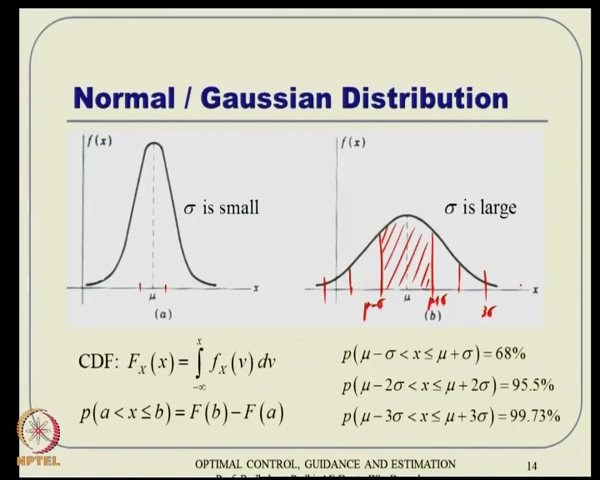 Normal / Gaussian Distribution
f(x)
σ is small
μ
x
(a)
f(x)
σ is large
μ-σ
μ
μ+σ
3σ
x
(b)
CDF: F_X(x) = ∫_{-∞}^{x} f_X(v) dv
p(a < x ≤ b) = F(b) − F(a)
p(μ − σ < x ≤ μ + σ) = 68%
p(μ − 2σ < x ≤ μ + 2σ) = 95.5%
p(μ − 3σ < x ≤ μ + 3σ) = 99.73%
NPTEL
OPTIMAL CONTROL, GUIDANCE AND ESTIMATION
14